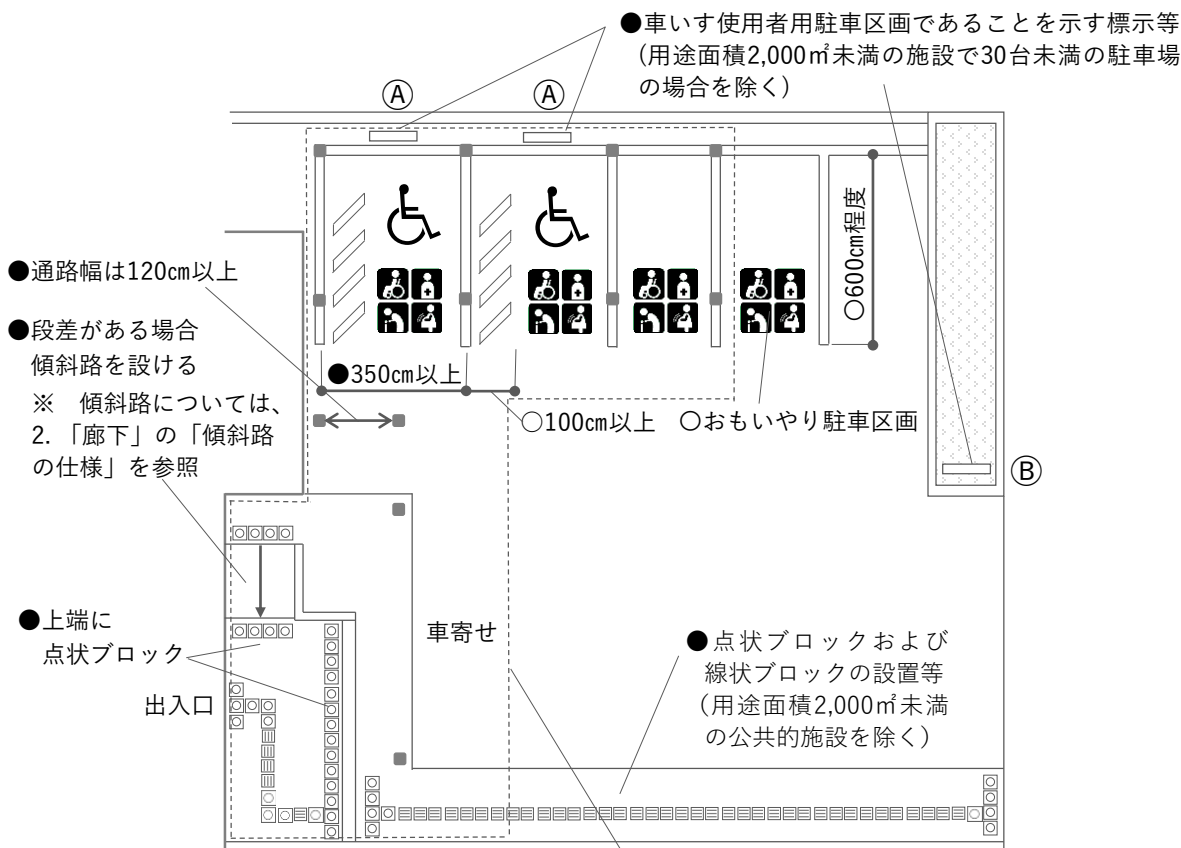 ●車いす使用者用駐車区画であることを示す標示等
(用途面積2,000㎡未満の施設で30台未満の駐車場
の場合を除く)
Ⓐ
Ⓐ
○600㎝程度
●通路幅は120㎝以上
●段差がある場合
傾斜路を設ける
※ 傾斜路については、
2. 「廊下」の「傾斜路
の仕様」を参照
●350㎝以上
○100㎝以上
○おもいやり駐車区画
Ⓑ
●上端に
点状ブロック
出入口
車寄せ
●点状ブロックおよび
線状ブロックの設置等
(用途面積2,000㎡未満
の公共的施設を除く)